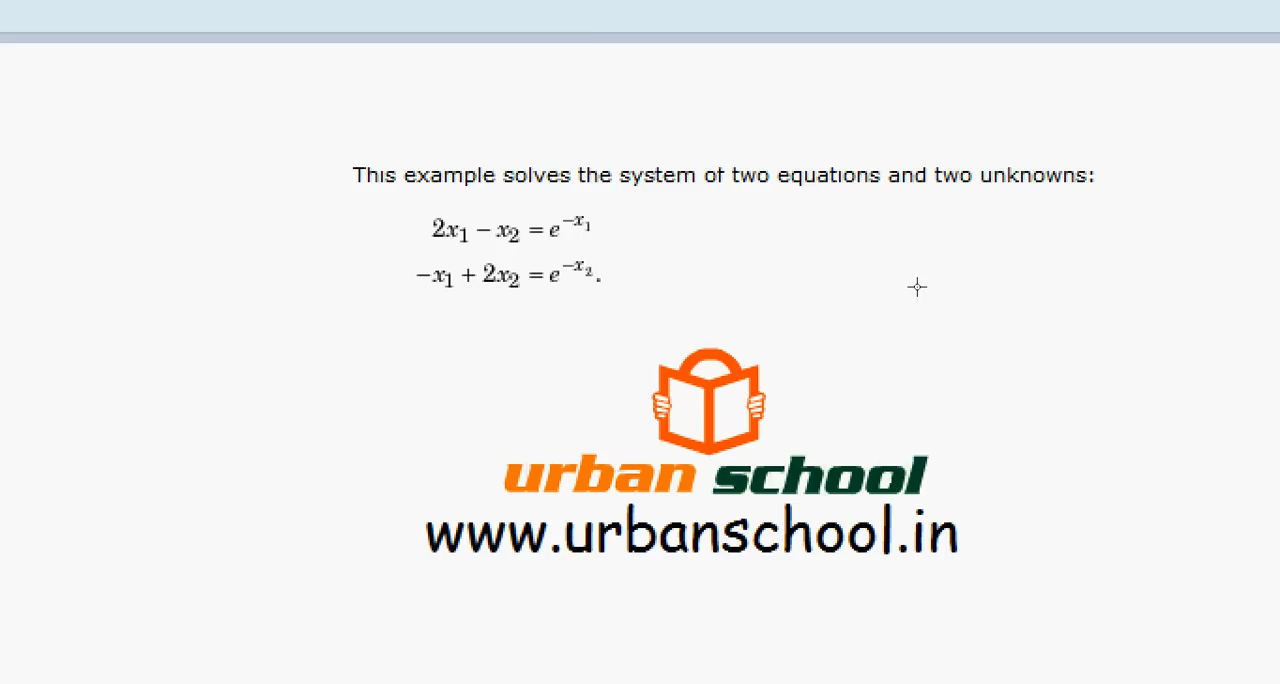 This example solves the system of two equations and two unknowns:
2x₁ − x₂ = e^(−x₁)
−x₁ + 2x₂ = e^(−x₂).
urban school
www.urbanschool.in